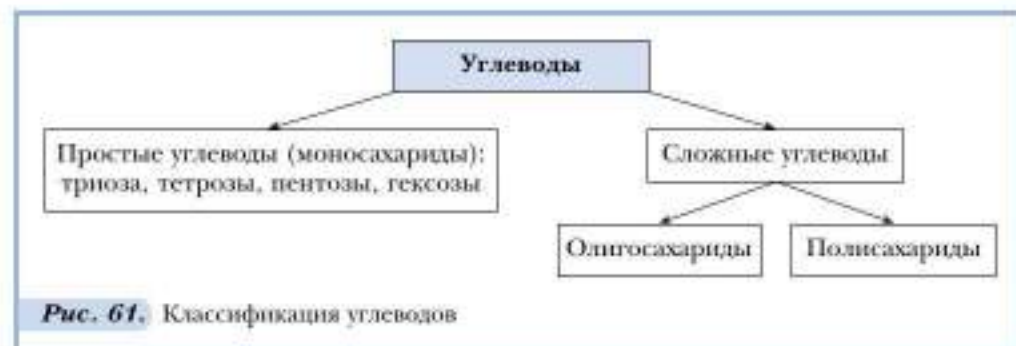 Углеводы
Простые углеводы (моносахариды):
триоза, тетрозы, пентозы, гексозы
Сложные углеводы
Олигосахариды
Полисахариды
Рис. 61. Классификация углеводов